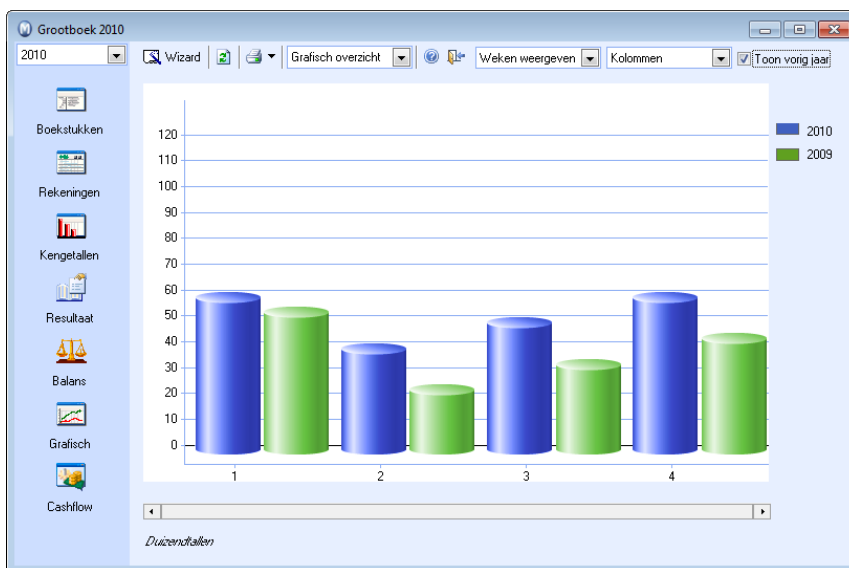 Grootboek 2010
2010
Wizard
Grafisch overzicht
Weken weergeven
Kolommen
Toon vorig jaar
Boekstukken
Rekeningen
Kengetallen
Resultaat
Balans
Grafisch
Cashflow
120
110
100
90
80
70
60
50
40
30
20
10
0
1 2 3 4
2010
2009
Duizendtallen